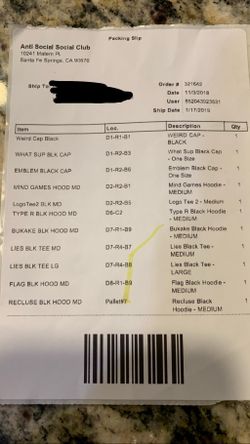 Packing Slip
Anti Social Social Club
10241 Matern Pl.
Santa Fe Springs, CA 90670
Ship To
Order #
Date 11/3/2018
User
Ship Date 1/17/2019
Item Loc. Description Qty
Weird Cap Black D1-R1-B1 WEIRD CAP - BLACK 1
WHAT SUP BLK CAP D1-R2-B3 What Sup Black Cap - One Size 1
EMBLEM BLACK CAP D1-R2-B6 Emblem Black Cap - One Size 1
MIND GAMES HOOD MD D2-R2-B1 Mind Games Hoodie - MEDIUM 1
LogoTee2 BLK MD D2-R2-B5 Logo Tee 2 - Medium 1
TYPE R BLK HOOD MD D6-C2 Type R Black Hoodie - MEDIUM 1
BUKAKE BLK HOOD MD D7-R1-B9 Bukake Black Hoodie - MEDIUM 1
LIES BLK TEE MD D7-R4-B7 Lies Black Tee - MEDIUM 1
LIES BLK TEE LG D7-R4-B8 Lies Black Tee - LARGE 1
FLAG BLK HOOD MD D8-R1-B9 Flag Black Hoodie - MEDIUM 1
RECLUSE BLK HOOD MD Recluse Black Hoodie - MEDIUM 1